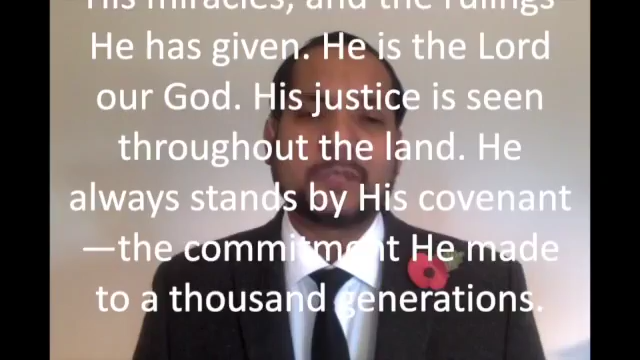 His miracles, and the rulings
He has given. He is the Lord
our God. His justice is seen
throughout the land. He
always stands by His covenant
—the commitment He made
to a thousand generations.